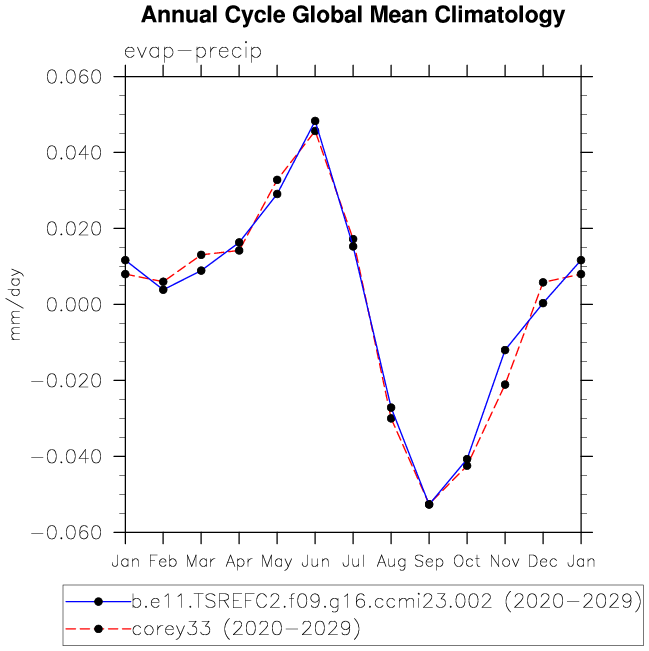 Annual Cycle Global Mean Climatology
evap-precip
0.060
0.040
0.020
0.000
-0.020
-0.040
-0.060
mm/day
Jan Feb Mar Apr May Jun Jul Aug Sep Oct Nov Dec Jan
b.e11.TSREFC2.f09.g16.ccmi23.002 (2020-2029)
corey33 (2020-2029)